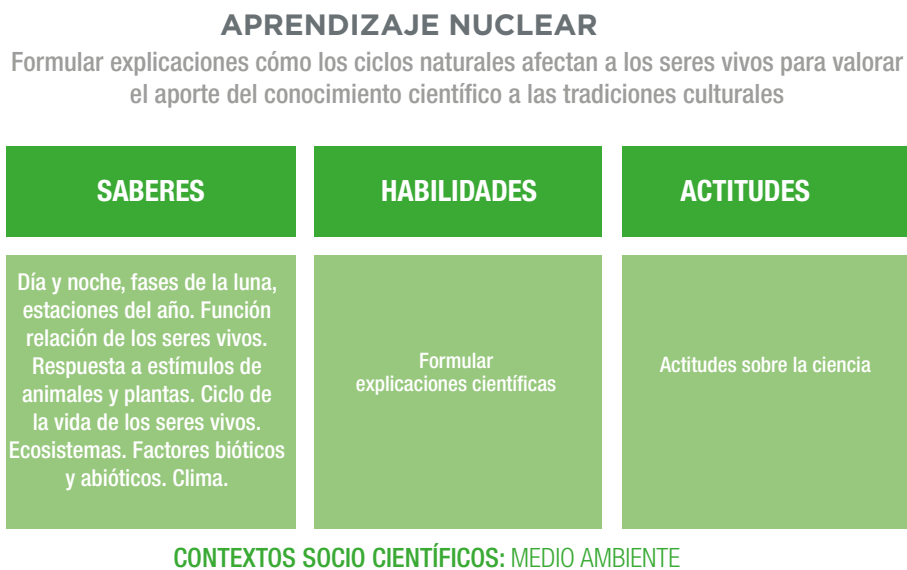 APRENDIZAJE NUCLEAR
Formular explicaciones cómo los ciclos naturales afectan a los seres vivos para valorar
el aporte del conocimiento científico a las tradiciones culturales
SABERES
Día y noche, fases de la luna,
estaciones del año. Función
relación de los seres vivos.
Respuesta a estímulos de
animales y plantas. Ciclo de
la vida de los seres vivos.
Ecosistemas. Factores bióticos
y abióticos. Clima.
HABILIDADES
Formular
explicaciones científicas
ACTITUDES
Actitudes sobre la ciencia
CONTEXTOS SOCIO CIENTÍFICOS: MEDIO AMBIENTE